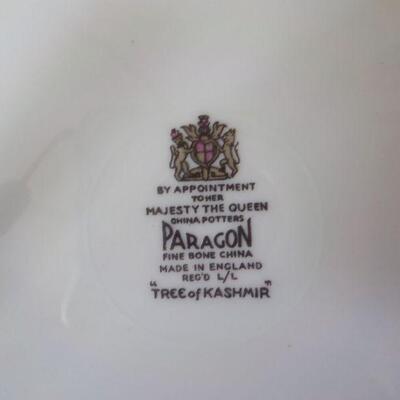 BY APPOINTMENT
TO HER
MAJESTY THE QUEEN
CHINA POTTERS
PARAGON
FINE BONE CHINA
MADE IN ENGLAND
REG'D L/L
"TREE of KASHMIR"